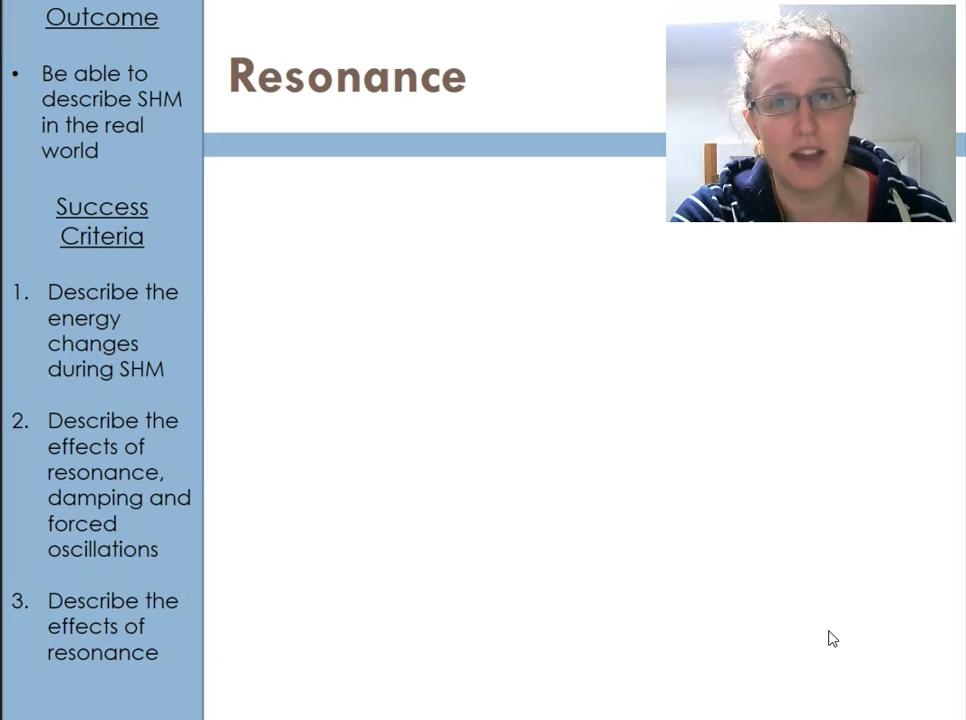 Outcome
• Be able to
describe SHM
in the real
world
Success
Criteria
1. Describe the
energy
changes
during SHM
2. Describe the
effects of
resonance,
damping and
forced
oscillations
3. Describe the
effects of
resonance
Resonance